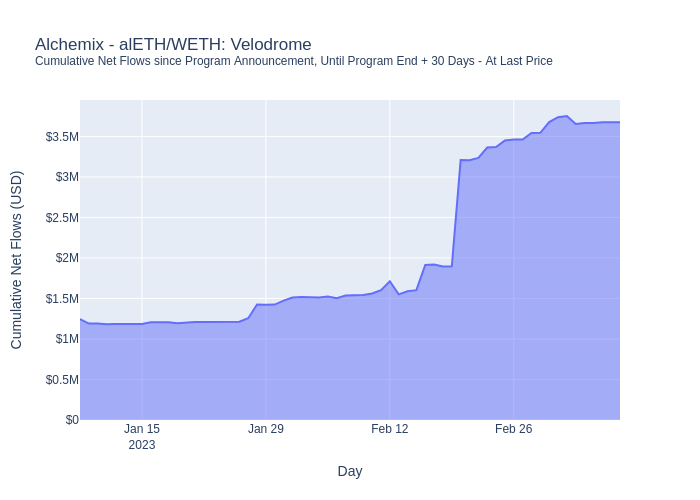 Alchemix - alETH/WETH: Velodrome
Cumulative Net Flows since Program Announcement, Until Program End + 30 Days - At Last Price
Cumulative Net Flows (USD)
$3.5M
$3M
$2.5M
$2M
$1.5M
$1M
$0.5M
$0
Jan 15
2023
Jan 29
Feb 12
Feb 26
Day